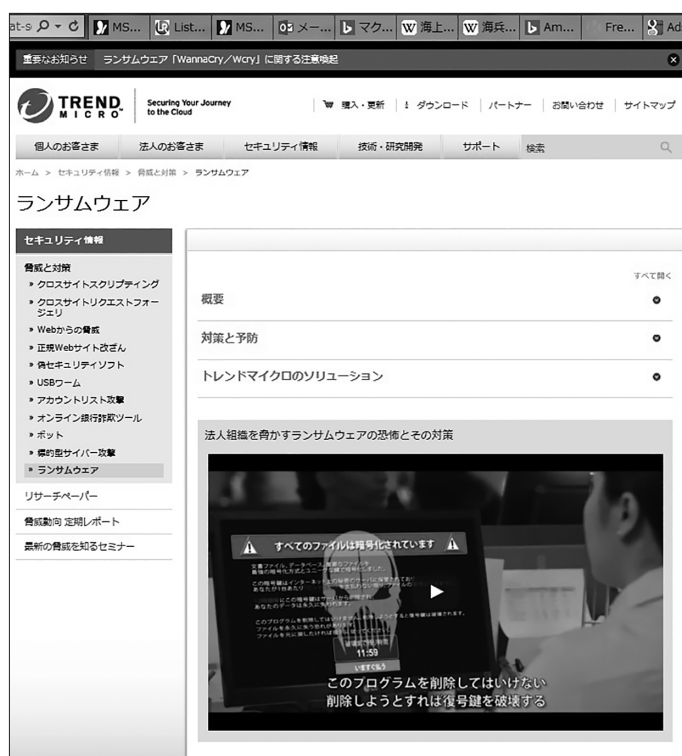 at-s
MS...
List...
MS...
メー...
マク...
海上...
海兵...
Am...
Fre...
Ad
重要なお知らせ ランサムウエア「WannaCry／Wcry」に関する注意喚起
TREND
MICRO
Securing Your Journey
to the Cloud
購入・更新
ダウンロード
パートナー
お問い合わせ
サイトマップ
個人のお客さま
法人のお客さま
セキュリティ情報
技術・研究開発
サポート
検索
ホーム > セキュリティ情報 > 脅威と対策 > ランサムウェア
ランサムウェア
セキュリティ情報
脅威と対策
» クロスサイトスクリプティング
» クロスサイトリクエストフォー
ジェリ
» Webからの脅威
» 正規Webサイト改ざん
» 偽セキュリティソフト
» USBワーム
» アカウントリスト攻撃
» オンライン銀行詐欺ツール
» ボット
» 標的型サイバー攻撃
» ランサムウエア
リサーチペーパー
脅威動向 定期レポート
最新の脅威を知るセミナー
すべて開く
概要
対策と予防
トレンドマイクロのソリューション
法人組織を脅かすランサムウェアの恐怖とその対策
すべてのファイルは暗号化されています
11:59
いますぐ払う
このプログラムを削除してはいけない
削除しようとすれば復号鍵を破壊する